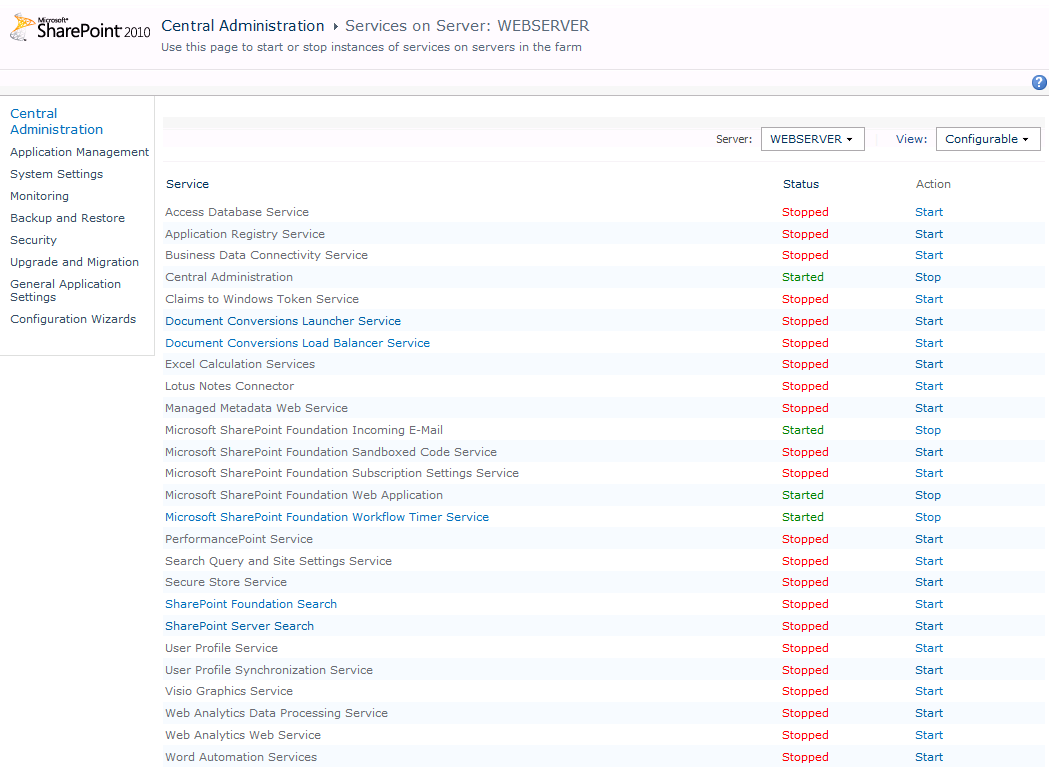 Microsoft®
SharePoint 2010
Central Administration ▸ Services on Server: WEBSERVER
Use this page to start or stop instances of services on servers in the farm
?
Central
Administration
Application Management
System Settings
Monitoring
Backup and Restore
Security
Upgrade and Migration
General Application
Settings
Configuration Wizards
Server: WEBSERVER View: Configurable
Service Status Action
Access Database Service Stopped Start
Application Registry Service Stopped Start
Business Data Connectivity Service Stopped Start
Central Administration Started Stop
Claims to Windows Token Service Stopped Start
Document Conversions Launcher Service Stopped Start
Document Conversions Load Balancer Service Stopped Start
Excel Calculation Services Stopped Start
Lotus Notes Connector Stopped Start
Managed Metadata Web Service Stopped Start
Microsoft SharePoint Foundation Incoming E-Mail Started Stop
Microsoft SharePoint Foundation Sandboxed Code Service Stopped Start
Microsoft SharePoint Foundation Subscription Settings Service Stopped Start
Microsoft SharePoint Foundation Web Application Started Stop
Microsoft SharePoint Foundation Workflow Timer Service Started Stop
PerformancePoint Service Stopped Start
Search Query and Site Settings Service Stopped Start
Secure Store Service Stopped Start
SharePoint Foundation Search Stopped Start
SharePoint Server Search Stopped Start
User Profile Service Stopped Start
User Profile Synchronization Service Stopped Start
Visio Graphics Service Stopped Start
Web Analytics Data Processing Service Stopped Start
Web Analytics Web Service Stopped Start
Word Automation Services Stopped Start